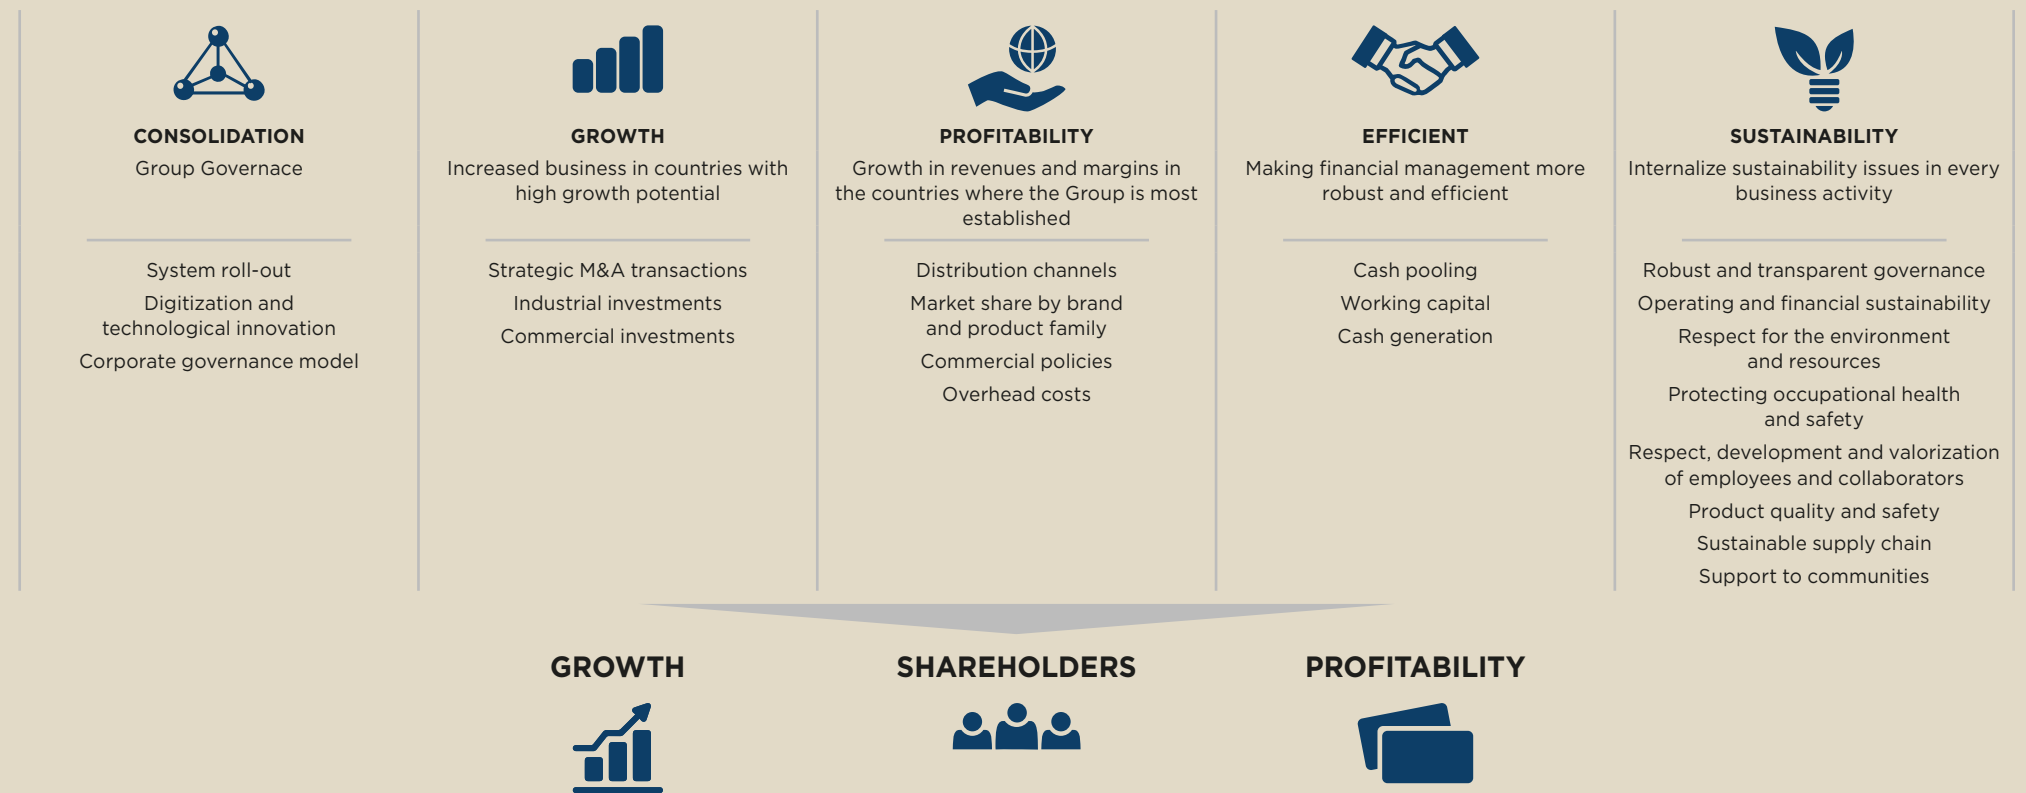 CONSOLIDATION
Group Governace
System roll-out
Digitization and
technological innovation
Corporate governance model
GROWTH
Increased business in countries with
high growth potential
Strategic M&A transactions
Industrial investments
Commercial investments
PROFITABILITY
Growth in revenues and margins in
the countries where the Group is most
established
Distribution channels
Market share by brand
and product family
Commercial policies
Overhead costs
EFFICIENT
Making financial management more
robust and efficient
Cash pooling
Working capital
Cash generation
SUSTAINABILITY
Internalize sustainability issues in every
business activity
Robust and transparent governance
Operating and financial sustainability
Respect for the environment
and resources
Protecting occupational health
and safety
Respect, development and valorization
of employees and collaborators
Product quality and safety
Sustainable supply chain
Support to communities
GROWTH
SHAREHOLDERS
PROFITABILITY